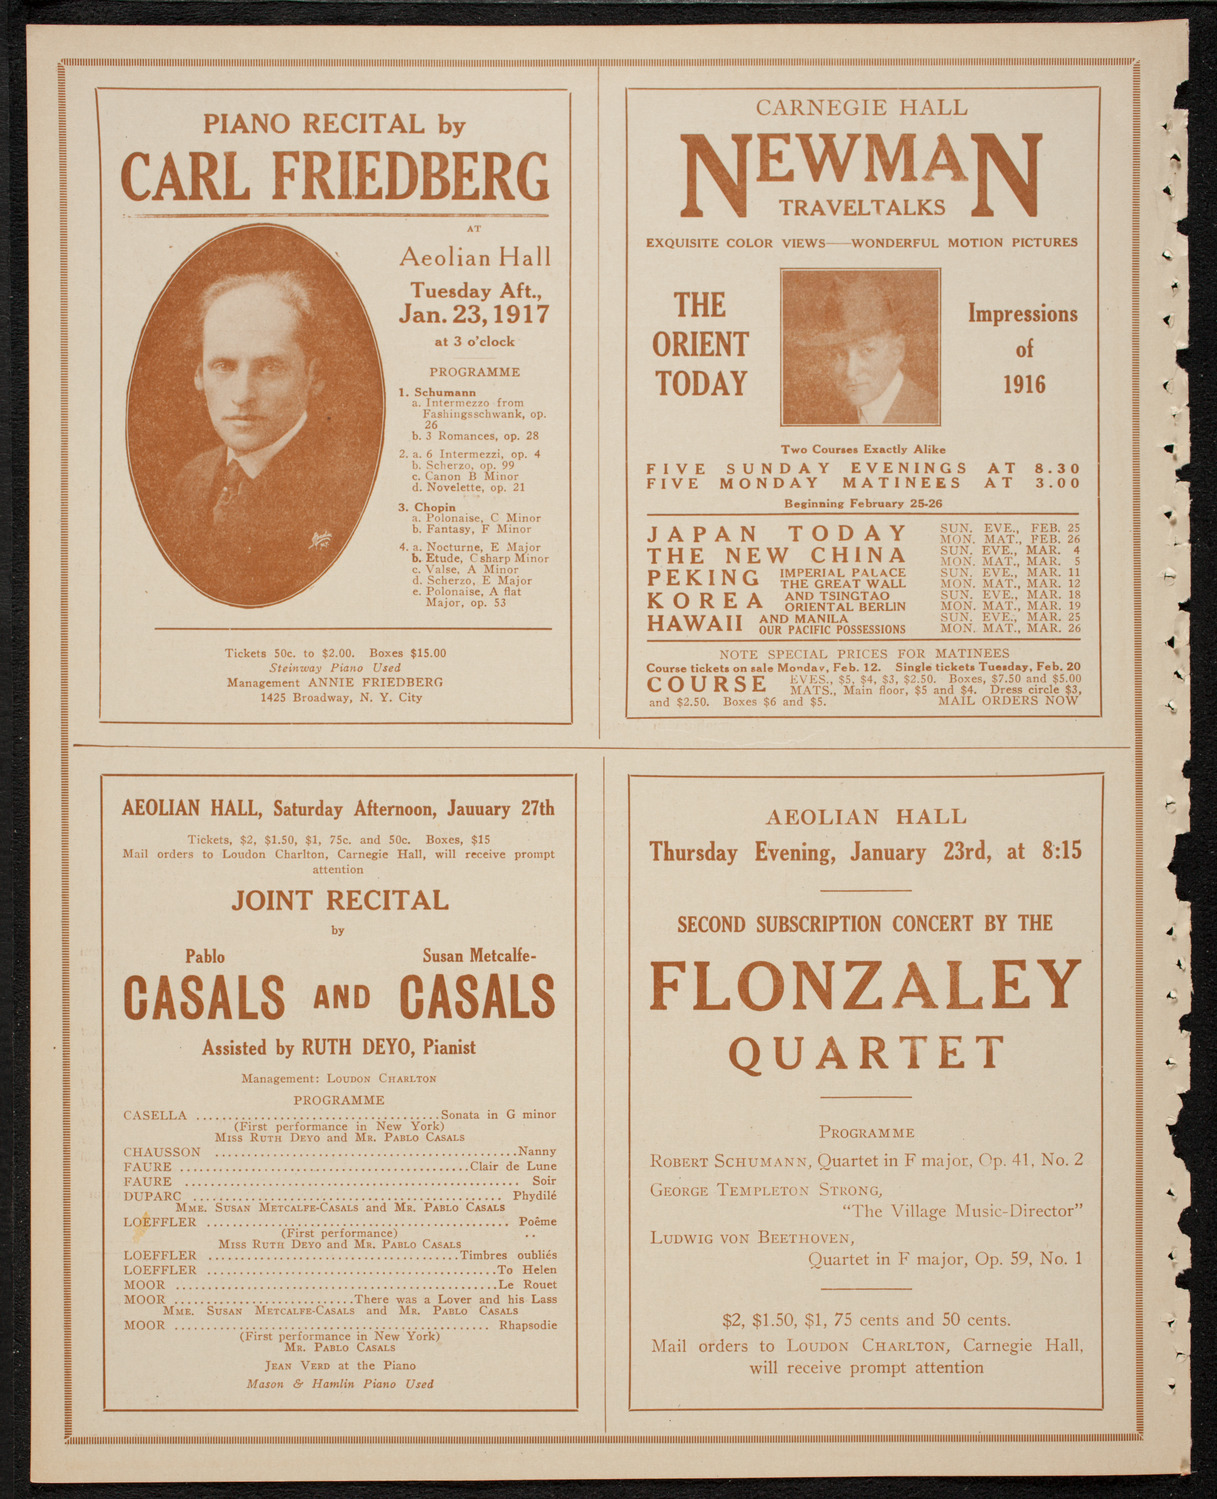 PIANO RECITAL by
CARL FRIEDBERG
AT
Aeolian Hall
Tuesday Aft.,
Jan. 23, 1917
at 3 o'clock
PROGRAMME
1. Schumann
a. Intermezzo from
Fashingsschwank, op.
26
b. 3 Romances, op. 28
2. a. 6 Intermezzi, op. 4
b. Scherzo, op. 99
c. Canon B Minor
d. Novelette, op. 21
3. Chopin
a. Polonaise, C Minor
b. Fantasy, F Minor
4. a. Nocturne, E Major
b. Etude, C sharp Minor
c. Valse, A Minor
d. Scherzo, E Major
e. Polonaise, A flat
Major, op. 53
Tickets 50c. to $2.00. Boxes $15.00
Steinway Piano Used
Management ANNIE FRIEDBERG
1425 Broadway, N. Y. City
CARNEGIE HALL
NEWMAN
TRAVELTALKS
EXQUISITE COLOR VIEWS——WONDERFUL MOTION PICTURES
THE
ORIENT
TODAY
Impressions
of
1916
Two Courses Exactly Alike
FIVE SUNDAY EVENINGS AT 8.30
FIVE MONDAY MATINEES AT 3.00
Beginning February 25-26
JAPAN TODAY SUN. EVE., FEB. 25
MON. MAT., FEB. 26
THE NEW CHINA SUN. EVE., MAR. 4
MON. MAT., MAR. 5
PEKING IMPERIAL PALACE SUN. EVE., MAR. 11
THE GREAT WALL MON. MAT., MAR. 12
KOREA AND TSINGTAO SUN. EVE., MAR. 18
ORIENTAL BERLIN MON. MAT., MAR. 19
HAWAII AND MANILA SUN. EVE., MAR. 25
OUR PACIFIC POSSESSIONS MON. MAT., MAR. 26
NOTE SPECIAL PRICES FOR MATINEES
Course tickets on sale Monday, Feb. 12. Single tickets Tuesday, Feb. 20
COURSE EVES., $5, $4, $3, $2.50. Boxes, $7.50 and $5.00
MATS., Main floor, $5 and $4. Dress circle $3,
and $2.50. Boxes $6 and $5. MAIL ORDERS NOW
AEOLIAN HALL, Saturday Afternoon, Jauuary 27th
Tickets, $2, $1.50, $1, 75c. and 50c. Boxes, $15
Mail orders to Loudon Charlton, Carnegie Hall, will receive prompt
attention
JOINT RECITAL
by
Pablo Susan Metcalfe-
CASALS AND CASALS
Assisted by RUTH DEYO, Pianist
Management: LOUDON CHARLTON
PROGRAMME
CASELLA ........ Sonata in G minor
(First performance in New York)
MISS RUTH DEYO and MR. PABLO CASALS
CHAUSSON ........ Nanny
FAURE ........ Clair de Lune
FAURE ........ Soir
DUPARC ........ Phydilé
MME. SUSAN METCALFE-CASALS and MR. PABLO CASALS
LOEFFLER ........ Poême
(First performance)
MISS RUTH DEYO and MR. PABLO CASALS
LOEFFLER ........ Timbres oubliés
LOEFFLER ........ To Helen
MOOR ........ Le Rouet
MOOR ........ There was a Lover and his Lass
MME. SUSAN METCALFE-CASALS and MR. PABLO CASALS
MOOR ........ Rhapsodie
(First performance in New York)
MR. PABLO CASALS
JEAN VERD at the Piano
Mason & Hamlin Piano Used
AEOLIAN HALL
Thursday Evening, January 23rd, at 8:15
SECOND SUBSCRIPTION CONCERT BY THE
FLONZALEY
QUARTET
PROGRAMME
ROBERT SCHUMANN, Quartet in F major, Op. 41, No. 2
GEORGE TEMPLETON STRONG,
"The Village Music-Director"
LUDWIG VON BEETHOVEN,
Quartet in F major, Op. 59, No. 1
$2, $1.50, $1, 75 cents and 50 cents.
Mail orders to LOUDON CHARLTON, Carnegie Hall,
will receive prompt attention